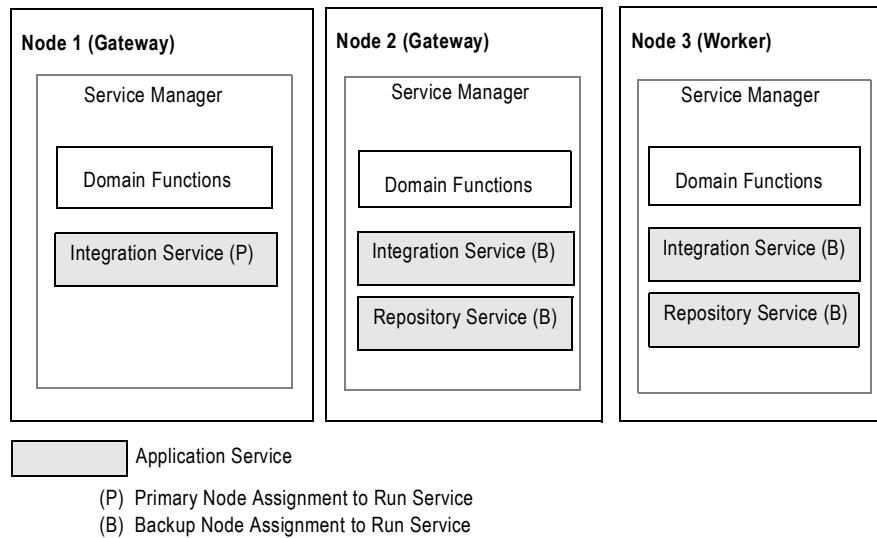 Node 1 (Gateway)
Service Manager
Domain Functions
Integration Service (P)
Node 2 (Gateway)
Service Manager
Domain Functions
Integration Service (B)
Repository Service (B)
Node 3 (Worker)
Service Manager
Domain Functions
Integration Service (B)
Repository Service (B)
Application Service
(P) Primary Node Assignment to Run Service
(B) Backup Node Assignment to Run Service